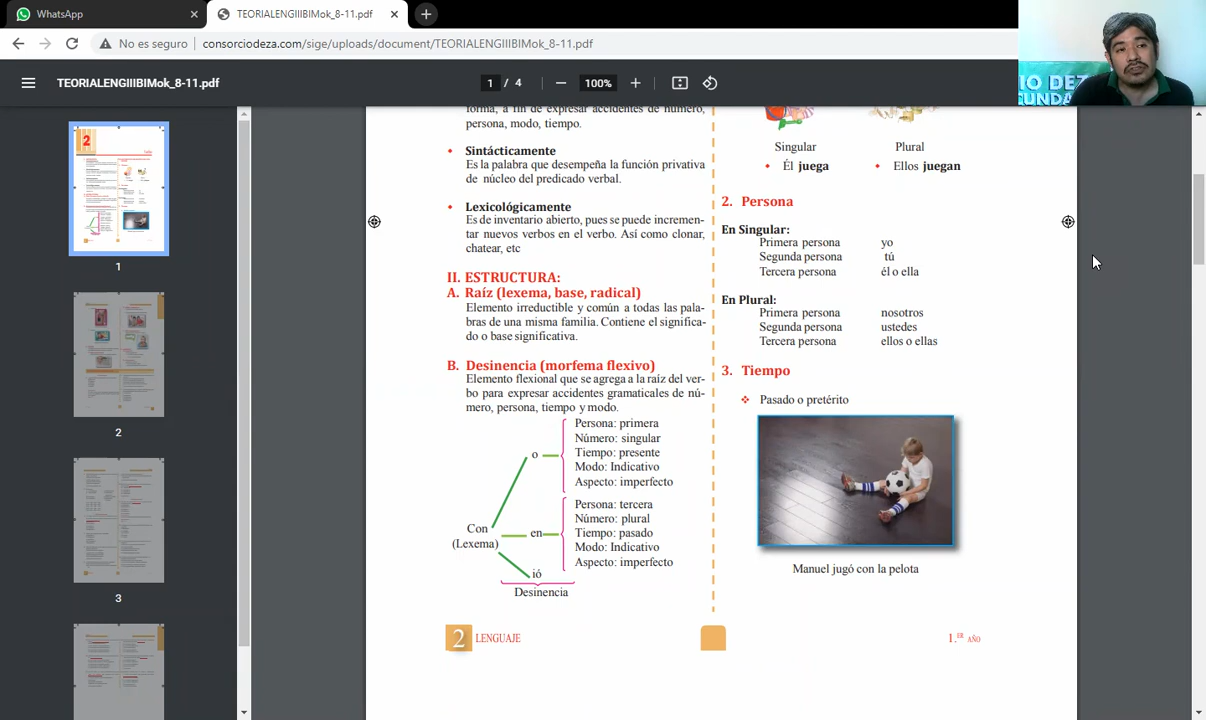 WhatsApp
TEORIALENGIIIBIMok_8-11.pdf
No es seguro
consorciodeza.com/sige/uploads/document/TEORIALENGIIIBIMok_8-11.pdf
TEORIALENGIIIBIMok_8-11.pdf
1 / 4
100%
IO DEZ
CUNDA
2
1
2
3
forma, a fin de expresar accidentes de número,
persona, modo, tiempo.
• Sintácticamente
Es la palabra que desempeña la función privativa
de núcleo del predicado verbal.
• Lexicológicamente
Es de inventario abierto, pues se puede incremen-
tar nuevos verbos en el verbo. Así como clonar,
chatear, etc
II. ESTRUCTURA:
A. Raíz (lexema, base, radical)
Elemento irreductible y común a todas las pala-
bras de una misma familia. Contiene el significa-
do o base significativa.
B. Desinencia (morfema flexivo)
Elemento flexional que se agrega a la raíz del ver-
bo para expresar accidentes gramaticales de nú-
mero, persona, tiempo y modo.
Con
(Lexema)
o
Persona: primera
Número: singular
Tiempo: presente
Modo: Indicativo
Aspecto: imperfecto
en
Persona: tercera
Número: plural
Tiempo: pasado
Modo: Indicativo
Aspecto: imperfecto
ió
Desinencia
Singular Plural
• Él juega • Ellos juegan
2. Persona
En Singular:
Primera persona yo
Segunda persona tú
Tercera persona él o ella
En Plural:
Primera persona nosotros
Segunda persona ustedes
Tercera persona ellos o ellas
3. Tiempo
Pasado o pretérito
Manuel jugó con la pelota
2 LENGUAJE
1.ER AÑO